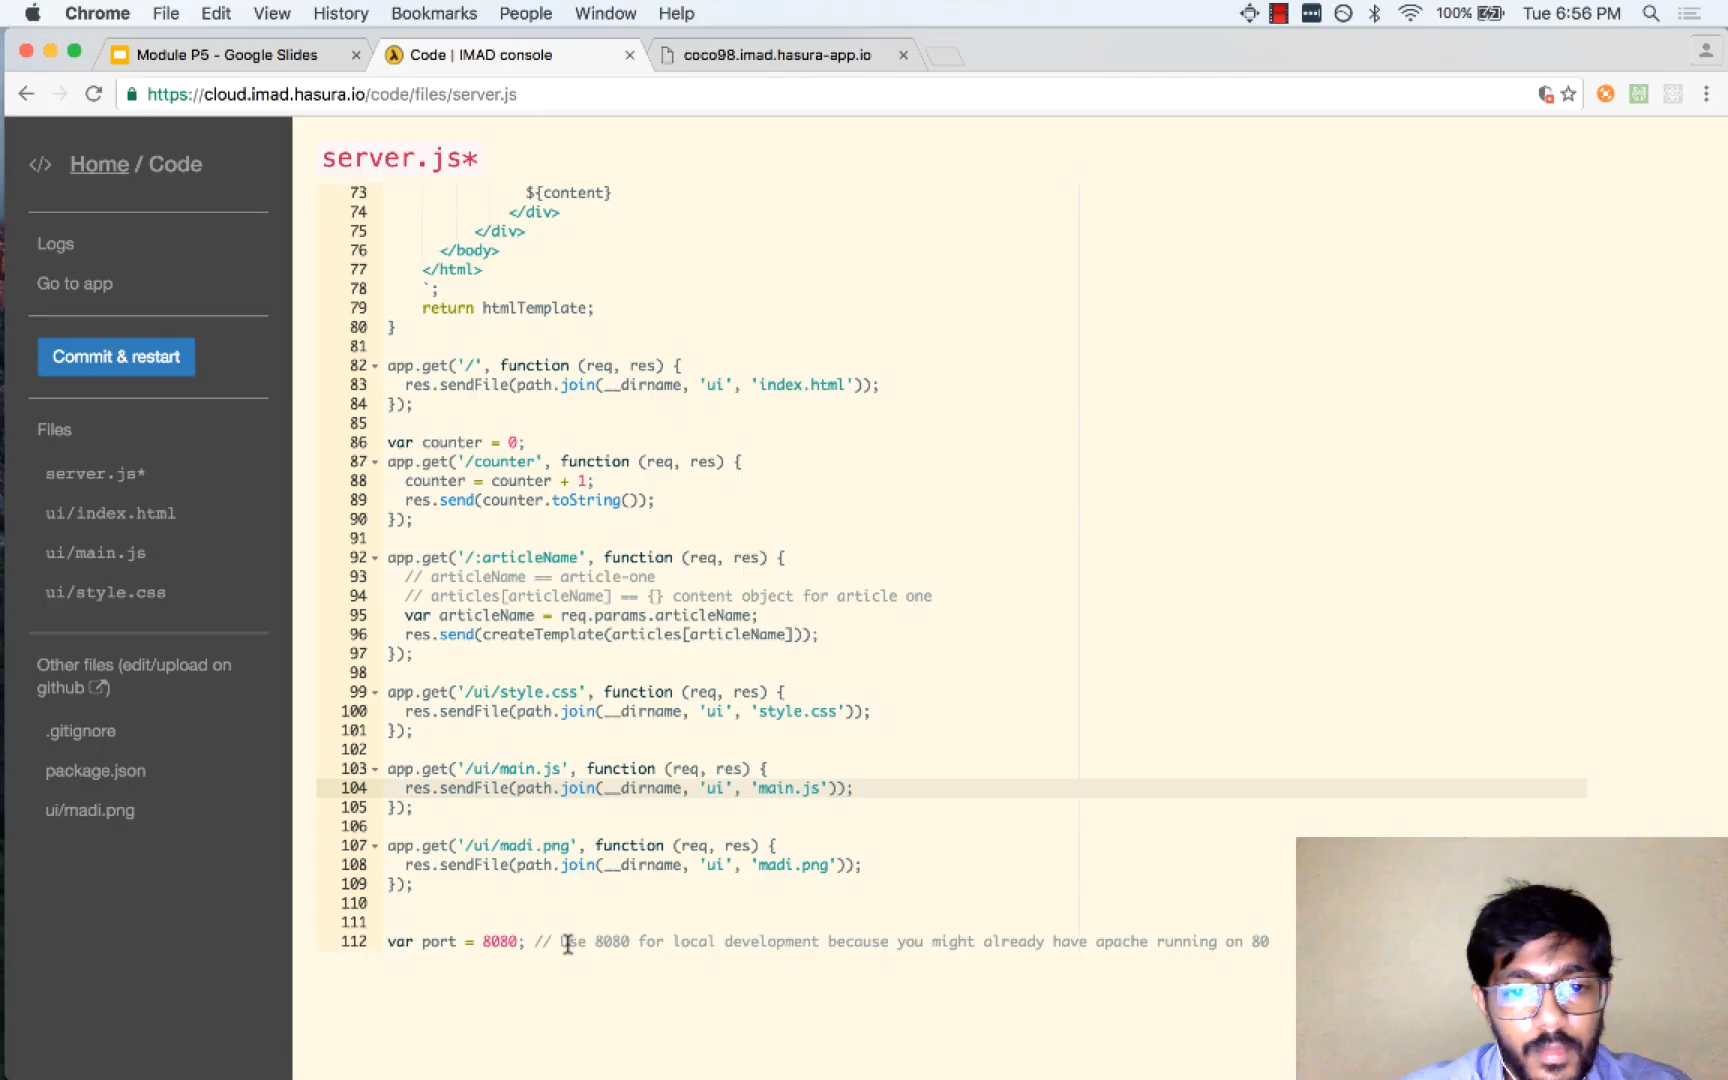 Chrome File Edit View History Bookmarks People Window Help 100% Tue 6:56 PM
Module P5 - Google Slides Code | IMAD console coco98.imad.hasura-app.io
https://cloud.imad.hasura.io/code/files/server.js
</> Home / Code
Logs
Go to app
Commit & restart
Files
server.js*
ui/index.html
ui/main.js
ui/style.css
Other files (edit/upload on
github )
.gitignore
package.json
ui/madi.png
server.js*
73 ${content}
74 </div>
75 </div>
76 </body>
77 </html>
78 `;
79 return htmlTemplate;
80 }
81
82 app.get('/', function (req, res) {
83 res.sendFile(path.join(__dirname, 'ui', 'index.html'));
84 });
85
86 var counter = 0;
87 app.get('/counter', function (req, res) {
88 counter = counter + 1;
89 res.send(counter.toString());
90 });
91
92 app.get('/:articleName', function (req, res) {
93 // articleName == article-one
94 // articles[articleName] == {} content object for article one
95 var articleName = req.params.articleName;
96 res.send(createTemplate(articles[articleName]));
97 });
98
99 app.get('/ui/style.css', function (req, res) {
100 res.sendFile(path.join(__dirname, 'ui', 'style.css'));
101 });
102
103 app.get('/ui/main.js', function (req, res) {
104 res.sendFile(path.join(__dirname, 'ui', 'main.js'));
105 });
106
107 app.get('/ui/madi.png', function (req, res) {
108 res.sendFile(path.join(__dirname, 'ui', 'madi.png'));
109 });
110
111
112 var port = 8080; // Use 8080 for local development because you might already have apache running on 80